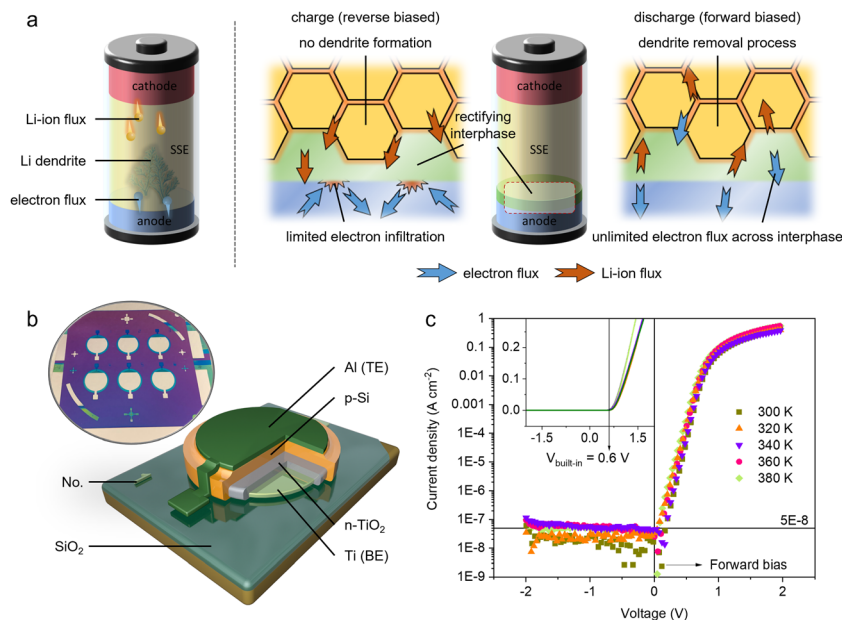 a
cathode
Li-ion flux
SSE
Li dendrite
electron flux
anode
charge (reverse biased)
no dendrite formation
limited electron infiltration
rectifying
interphase
cathode
SSE
anode
discharge (forward biased)
dendrite removal process
unlimited electron flux across interphase
electron flux
Li-ion flux
b
Al (TE)
p-Si
No.
SiO2
n-TiO2
Ti (BE)
c
Current density (A cm-2)
1
0.1
0.01
0.001
1E-4
1E-5
1E-6
1E-7
1E-8
1E-9
0.2
0.1
0.0
-1.5
0.0
1.5
Vbuilt-in = 0.6 V
300 K
320 K
340 K
360 K
380 K
5E-8
Forward bias
-2
-1
0
1
2
Voltage (V)